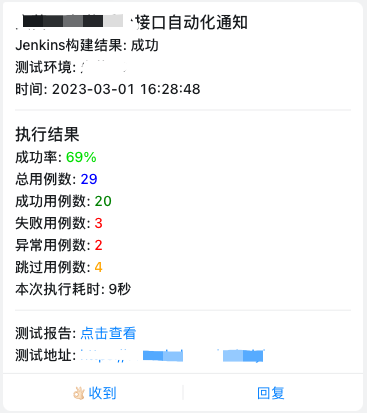 接口自动化通知
Jenkins构建结果: 成功
测试环境:
时间: 2023-03-01 16:28:48
执行结果
成功率: 69%
总用例数: 29
成功用例数: 20
失败用例数: 3
异常用例数: 2
跳过用例数: 4
本次执行耗时: 9秒
测试报告: 点击查看
测试地址:
👌🏻收到
回复